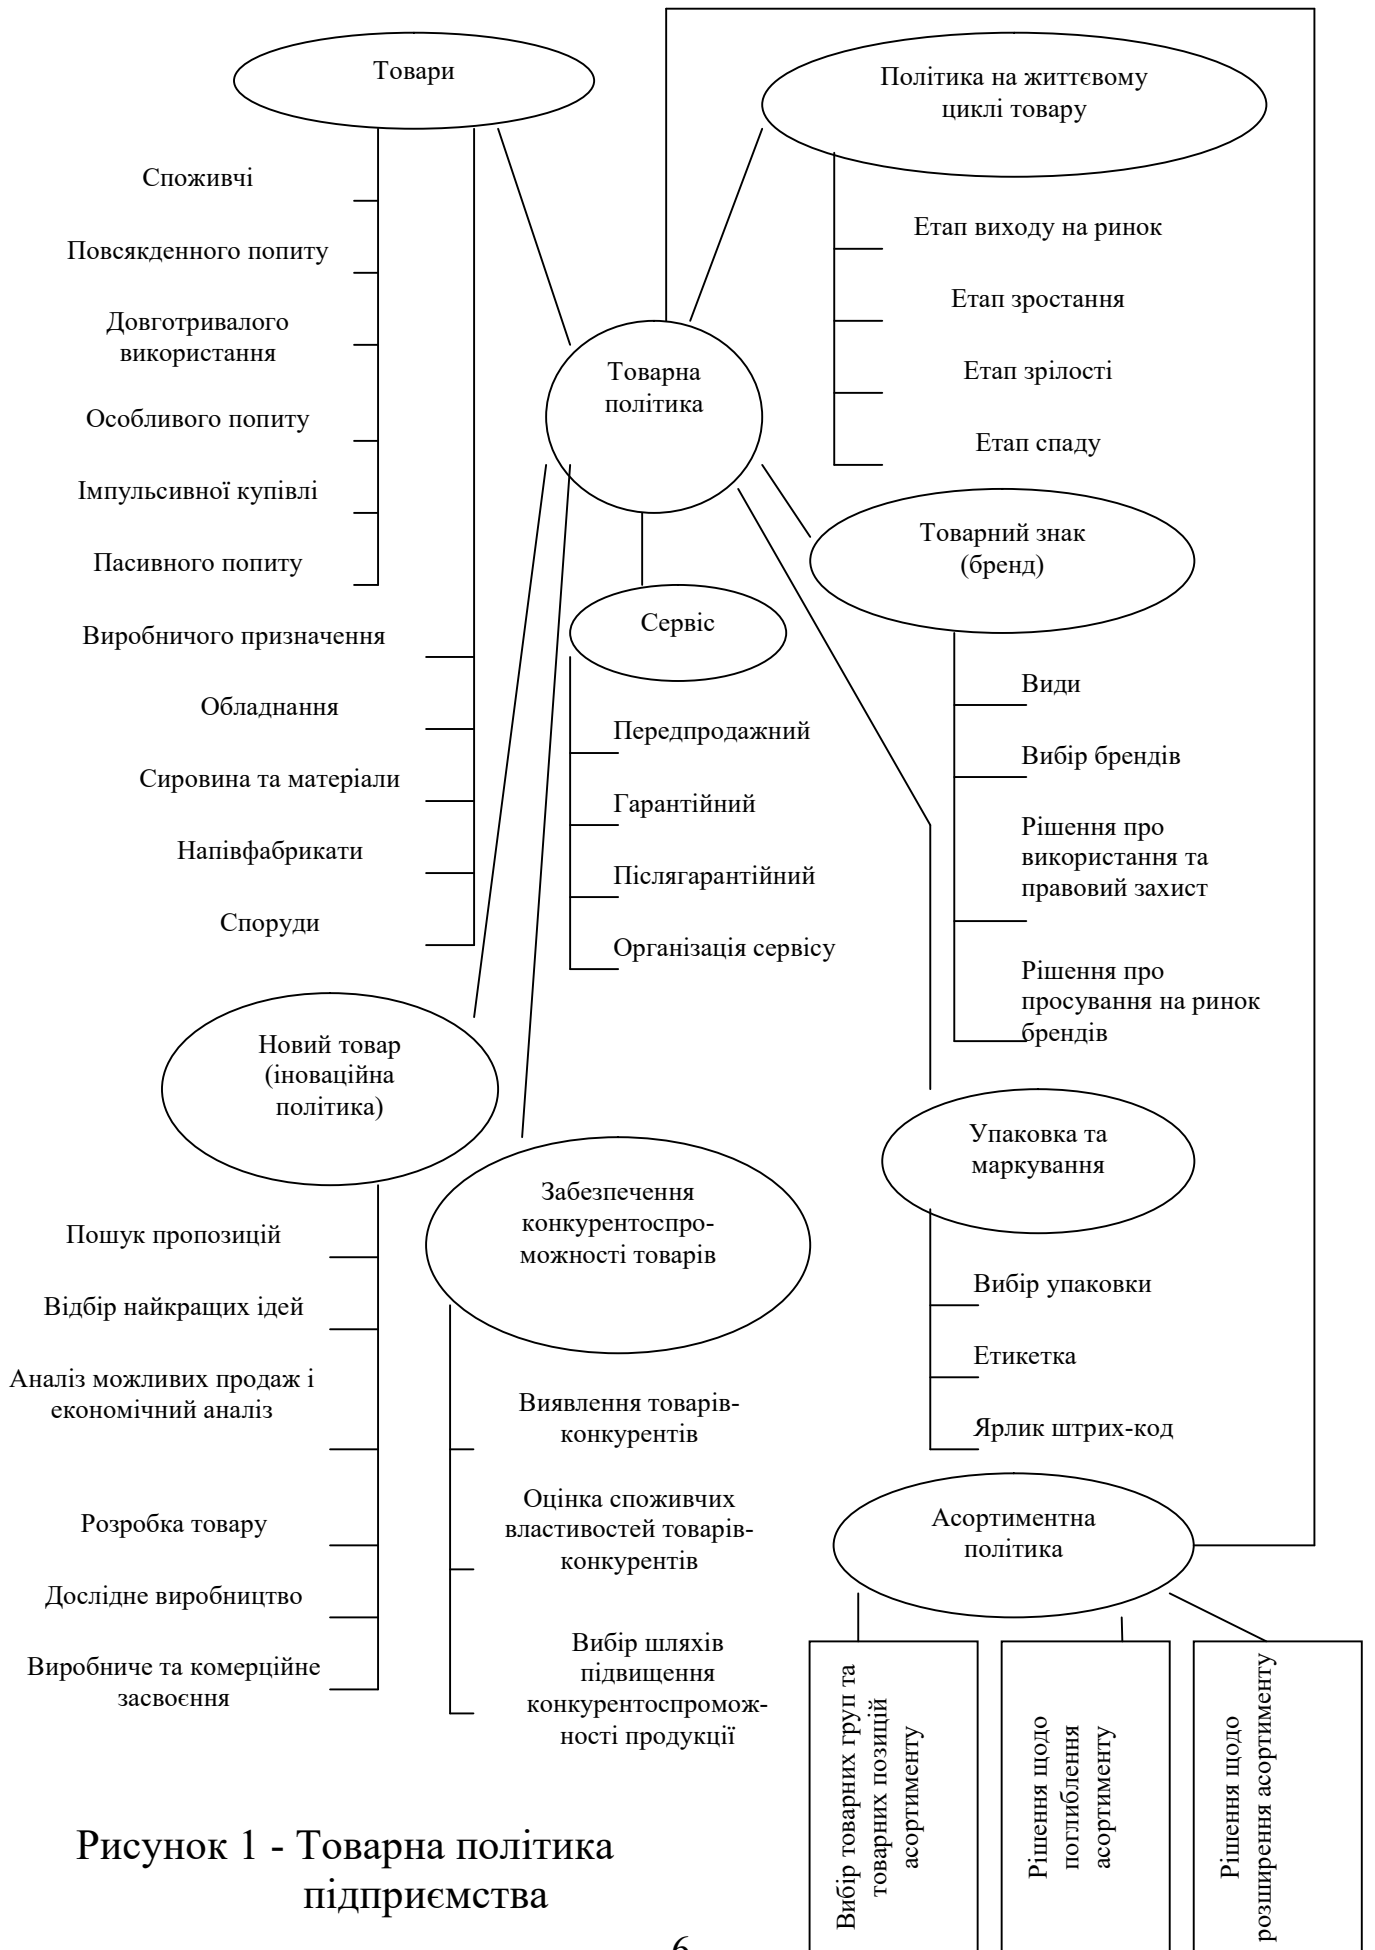 Товари
Політика на життєвому
циклі товару
Споживчі
Повсякденного попиту
Довготривалого
використання
Особливого попиту
Імпульсивної купівлі
Пасивного попиту
Виробничого призначення
Обладнання
Сировина та матеріали
Напівфабрикати
Споруди
Етап виходу на ринок
Етап зростання
Етап зрілості
Етап спаду
Товарна
політика
Товарний знак
(бренд)
Види
Вибір брендів
Рішення про
використання та
правовий захист
Рішення про
просування на ринок
брендів
Сервіс
Передпродажний
Гарантійний
Післягарантійний
Організація сервісу
Новий товар
(іноваційна
політика)
Пошук пропозицій
Відбір найкращих ідей
Аналіз можливих продаж і
економічний аналіз
Розробка товару
Дослідне виробництво
Виробниче та комерційне
засвоєння
Забезпечення
конкурентоспро-
можності товарів
Виявлення товарів-
конкурентів
Оцінка споживчих
властивостей товарів-
конкурентів
Вибір шляхів
підвищення
конкурентоспромож-
ності продукції
Упаковка та
маркування
Вибір упаковки
Етикетка
Ярлик штрих-код
Асортиментна
політика
Вибір товарних груп та
товарних позицій
асортименту
Рішення щодо
поглиблення
асортименту
Рішення щодо
розширення асортименту
Рисунок 1 - Товарна політика
підприємства
6